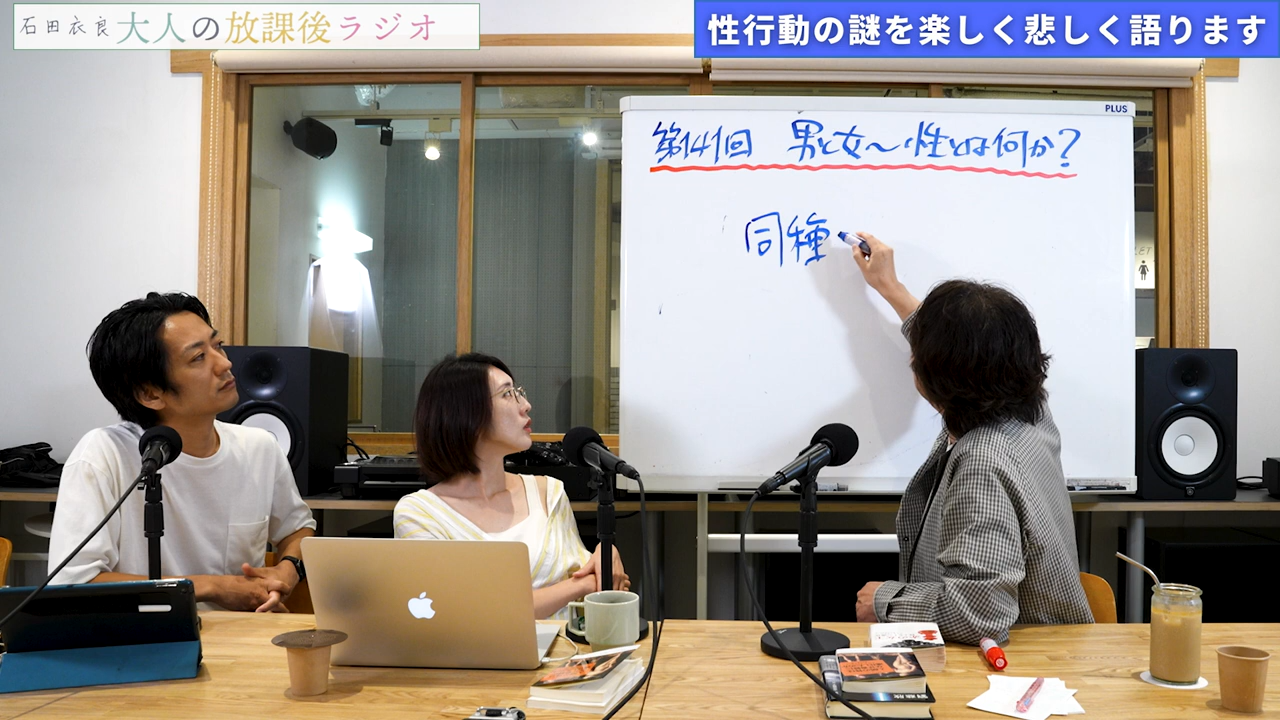 石田衣良 大人の放課後ラジオ
性行動の謎を楽しく悲しく語ります
PLUS
第141回 男と女～性とは何か?
同種